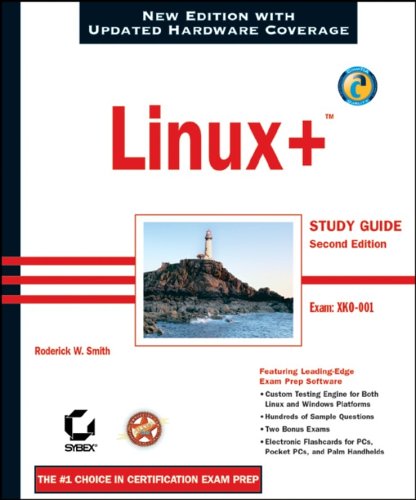 NEW EDITION WITH
UPDATED HARDWARE COVERAGE
Linux+™
STUDY GUIDE
Second Edition
Exam: XK0-001
Roderick W. Smith
Featuring Leading-Edge
Exam Prep Software
• Custom Testing Engine for Both
Linux and Windows Platforms
• Hundreds of Sample Questions
• Two Bonus Exams
• Electronic Flashcards for PCs,
Pocket PCs, and Palm Handhelds
SYBEX®
THE #1 CHOICE IN CERTIFICATION EXAM PREP